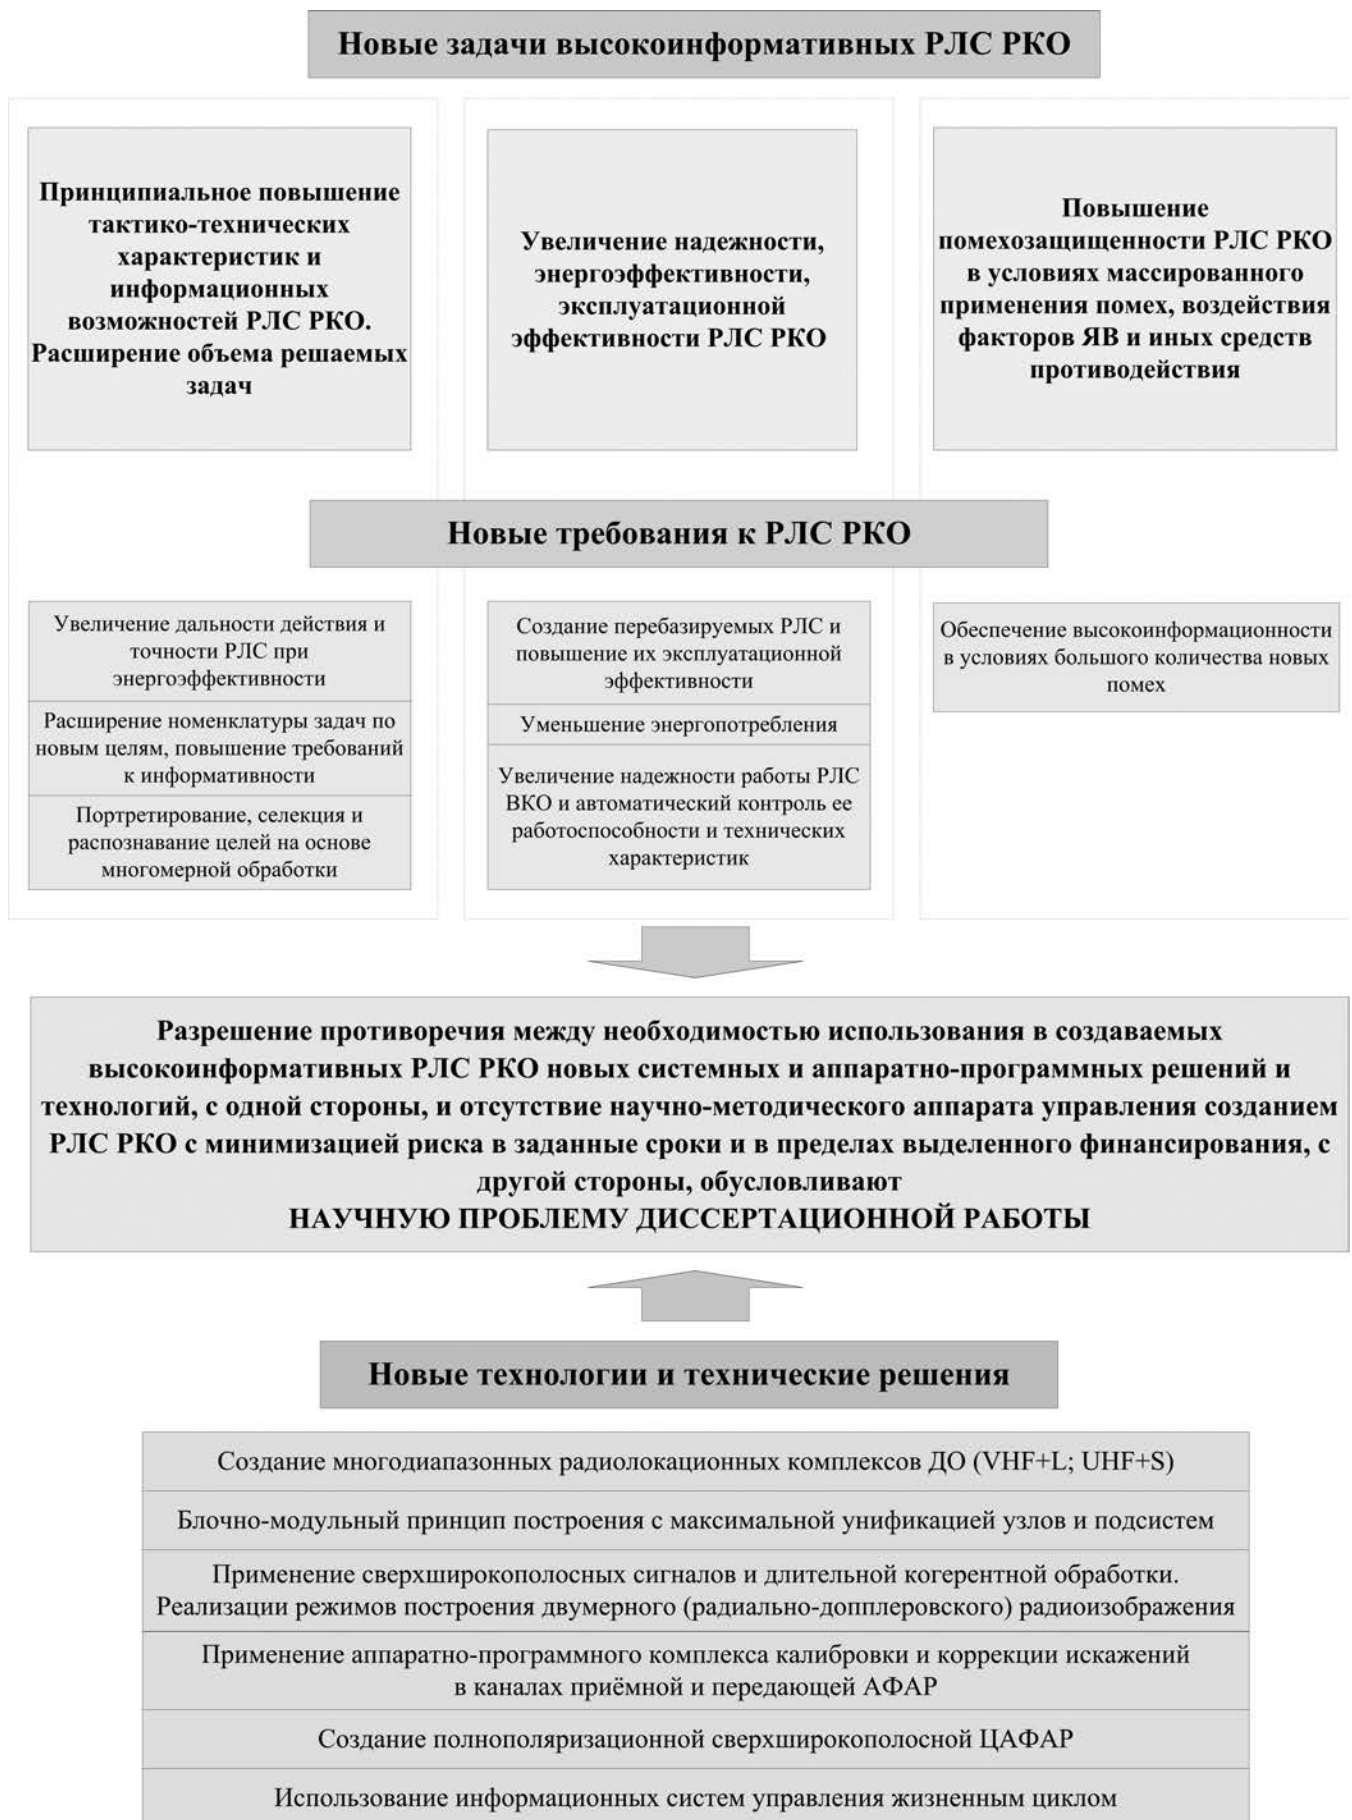 Новые задачи высокоинформативных РЛС РКО
Принципиальное повышение
тактико-технических
характеристик и
информационных
возможностей РЛС РКО.
Расширение объема решаемых
задач
Увеличение надежности,
энергоэффективности,
эксплуатационной
эффективности РЛС РКО
Повышение
помехозащищенности РЛС РКО
в условиях массированного
применения помех, воздействия
факторов ЯВ и иных средств
противодействия
Новые требования к РЛС РКО
Увеличение дальности действия и
точности РЛС при
энергоэффективности
Расширение номенклатуры задач по
новым целям, повышение требований
к информативности
Портретирование, селекция и
распознавание целей на основе
многомерной обработки
Создание перебазируемых РЛС и
повышение их эксплуатационной
эффективности
Уменьшение энергопотребления
Увеличение надежности работы РЛС
ВКО и автоматический контроль ее
работоспособности и технических
характеристик
Обеспечение высокоинформационности
в условиях большого количества новых
помех
Разрешение противоречия между необходимостью использования в создаваемых
высокоинформативных РЛС РКО новых системных и аппаратно-программных решений и
технологий, с одной стороны, и отсутствие научно-методического аппарата управления созданием
РЛС РКО с минимизацией риска в заданные сроки и в пределах выделенного финансирования, с
другой стороны, обусловливают
НАУЧНУЮ ПРОБЛЕМУ ДИССЕРТАЦИОННОЙ РАБОТЫ
Новые технологии и технические решения
Создание многодиапазонных радиолокационных комплексов ДО (VHF+L; UHF+S)
Блочно-модульный принцип построения с максимальной унификацией узлов и подсистем
Применение сверхширокополосных сигналов и длительной когерентной обработки.
Реализации режимов построения двумерного (радиально-допплеровского) радиоизображения
Применение аппаратно-программного комплекса калибровки и коррекции искажений
в каналах приёмной и передающей АФАР
Создание полнополяризационной сверхширокополосной ЦАФАР
Использование информационных систем управления жизненным циклом